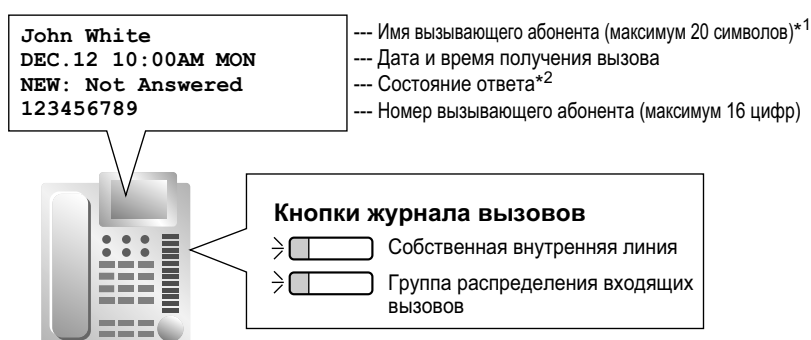 John White --- Имя вызывающего абонента (максимум 20 символов)*1
DEC.12 10:00AM MON --- Дата и время получения вызова
NEW: Not Answered --- Состояние ответа*2
123456789 --- Номер вызывающего абонента (максимум 16 цифр)
Кнопки журнала вызовов
Собственная внутренняя линия
Группа распределения входящих
вызовов